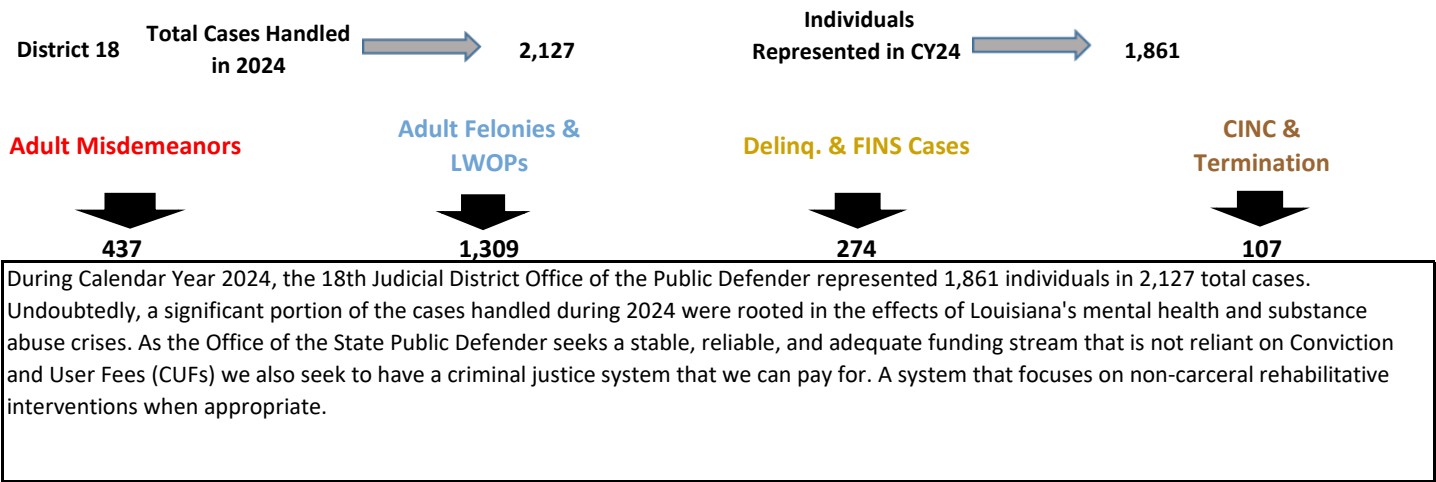 District 18
Total Cases Handled
in 2024
2,127
Individuals
Represented in CY24
1,861
Adult Misdemeanors
Adult Felonies &
LWOPs
Delinq. & FINS Cases
CINC &
Termination
437
1,309
274
107
During Calendar Year 2024, the 18th Judicial District Office of the Public Defender represented 1,861 individuals in 2,127 total cases.
Undoubtedly, a significant portion of the cases handled during 2024 were rooted in the effects of Louisiana's mental health and substance
abuse crises. As the Office of the State Public Defender seeks a stable, reliable, and adequate funding stream that is not reliant on Conviction
and User Fees (CUFs) we also seek to have a criminal justice system that we can pay for. A system that focuses on non-carceral rehabilitative
interventions when appropriate.